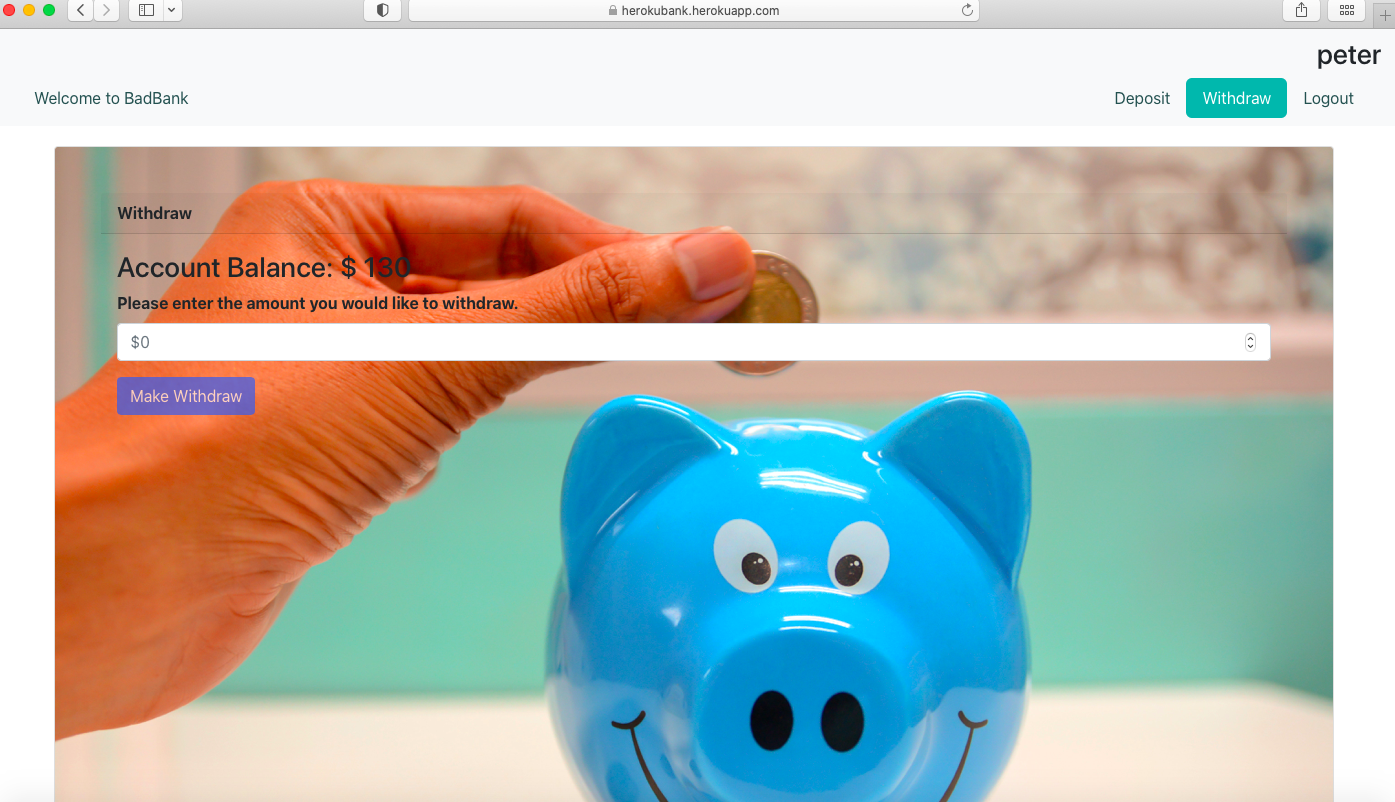 herokubank.herokuapp.com
peter
Welcome to BadBank
Deposit
Withdraw
Logout
Withdraw
Account Balance: $ 130
Please enter the amount you would like to withdraw.
$0
Make Withdraw